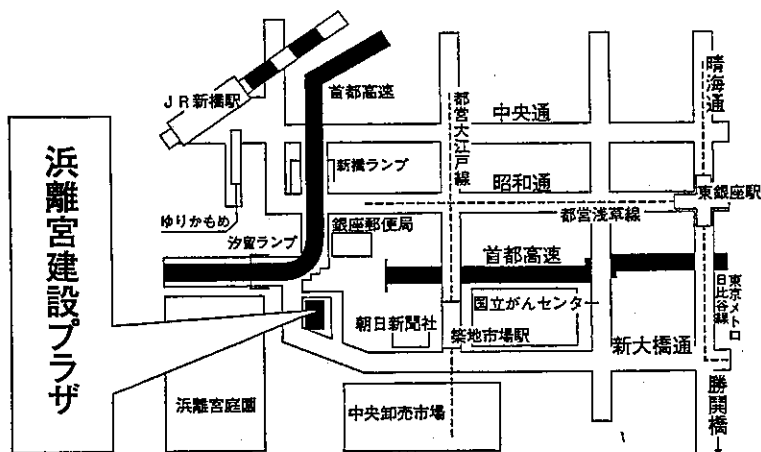 浜離宮建設プラザ
JR新橋駅
首都高速
都営大江戸線
中央通
晴海通
新橋ランプ
昭和通
東銀座駅
ゆりかもめ
都営浅草線
汐留ランプ
銀座郵便局
首都高速
東京メトロ
日比谷線
国立がんセンター
朝日新聞社
築地市場駅
新大橋通
浜離宮庭園
中央卸売市場
勝開橋